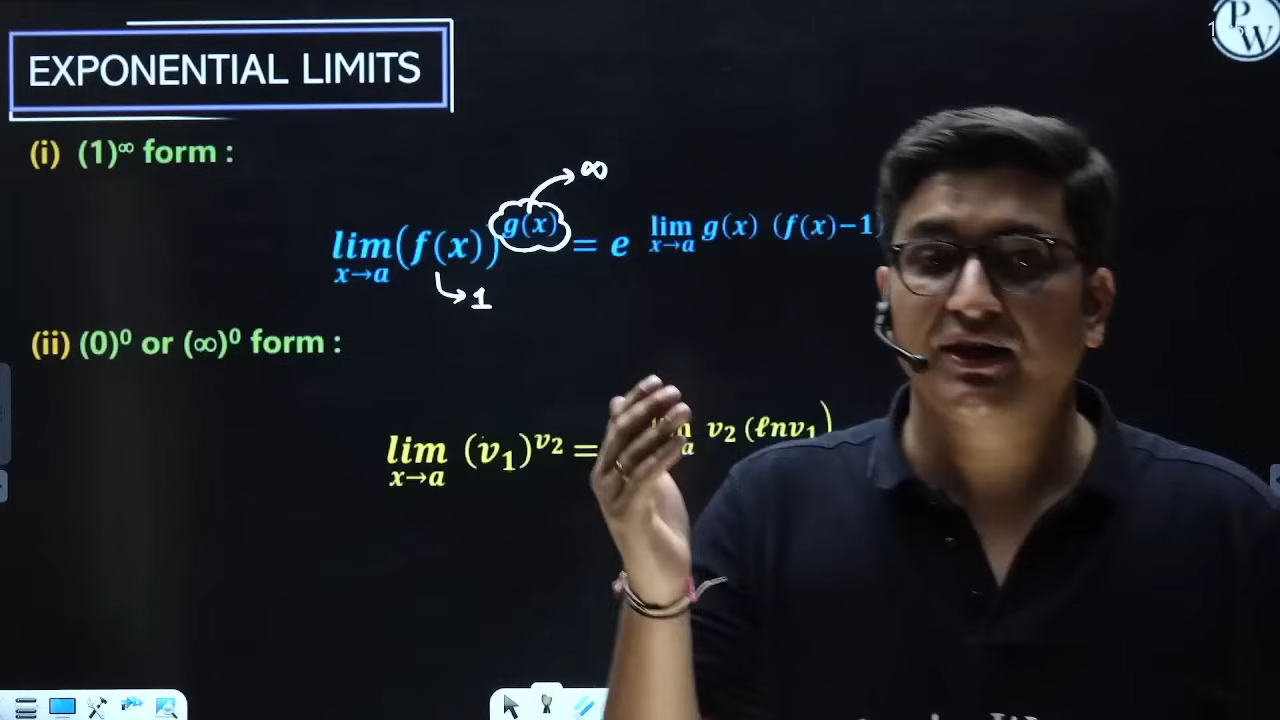 EXPONENTIAL LIMITS
PW
(i) (1)^∞ form :
∞
lim x→a (f(x))^g(x) = e^ lim x→a g(x) (f(x)−1)
1
(ii) (0)^0 or (∞)^0 form :
lim x→a (v₁)^v₂ = a v₂ (ℓnv₁)